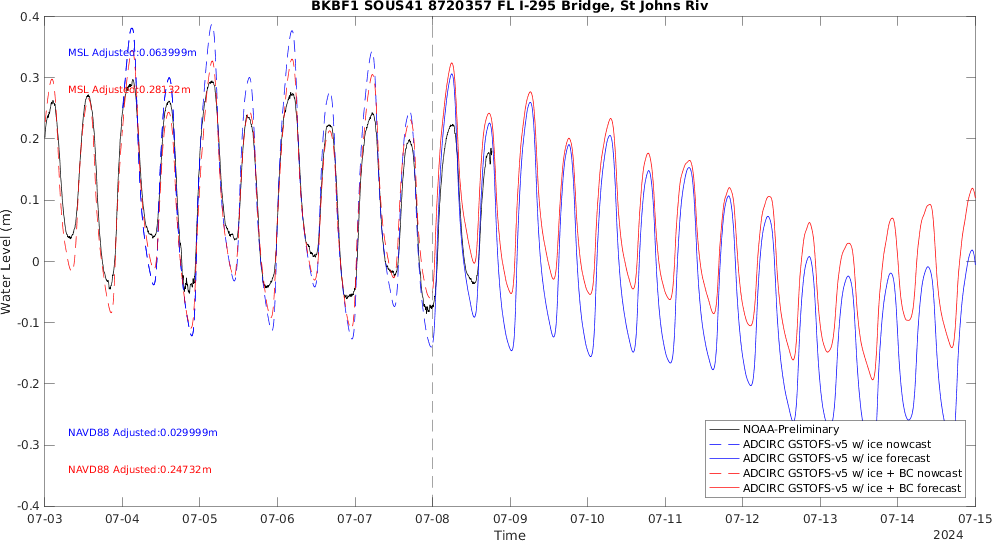 BKBF1 SOUS41 8720357 FL I-295 Bridge, St Johns Riv
0.4
MSL Adjusted:0.063999m
0.3
MSL Adjusted:0.28132m
0.2
0.1
Water Level (m)
0
-0.1
-0.2
NAVD88 Adjusted:0.029999m
-0.3
NAVD88 Adjusted:0.24732m
-0.4
NOAA-Preliminary
ADCIRC GSTOFS-v5 w/ ice nowcast
ADCIRC GSTOFS-v5 w/ ice forecast
ADCIRC GSTOFS-v5 w/ ice + BC nowcast
ADCIRC GSTOFS-v5 w/ ice + BC forecast
07-03 07-04 07-05 07-06 07-07 07-08 07-09 07-10 07-11 07-12 07-13 07-14 07-15
Time
2024